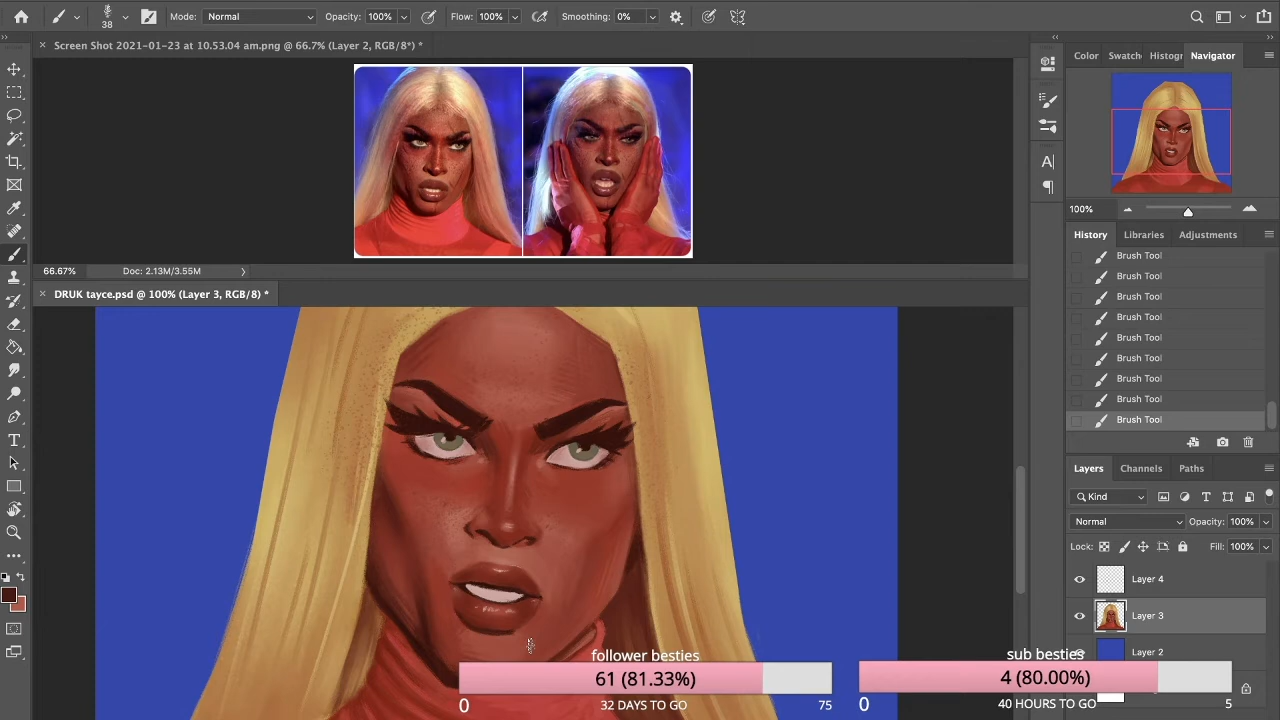 38
Mode: Normal
Opacity: 100%
Flow: 100%
Smoothing: 0%
Screen Shot 2021-01-23 at 10.53.04 am.png @ 66.7% (Layer 2, RGB/8*) *
66.67%
Doc: 2.13M/3.55M
DRUK tayce.psd @ 100% (Layer 3, RGB/8) *
Color Swatch Histogr Navigator
100%
History Libraries Adjustments
Brush Tool
Brush Tool
Brush Tool
Brush Tool
Brush Tool
Brush Tool
Brush Tool
Brush Tool
Brush Tool
Layers Channels Paths
Kind
Normal
Opacity: 100%
Lock:
Fill: 100%
Layer 4
Layer 3
Layer 2
follower besties
61 (81.33%)
0
32 DAYS TO GO
75
sub besties
4 (80.00%)
0
40 HOURS TO GO
5